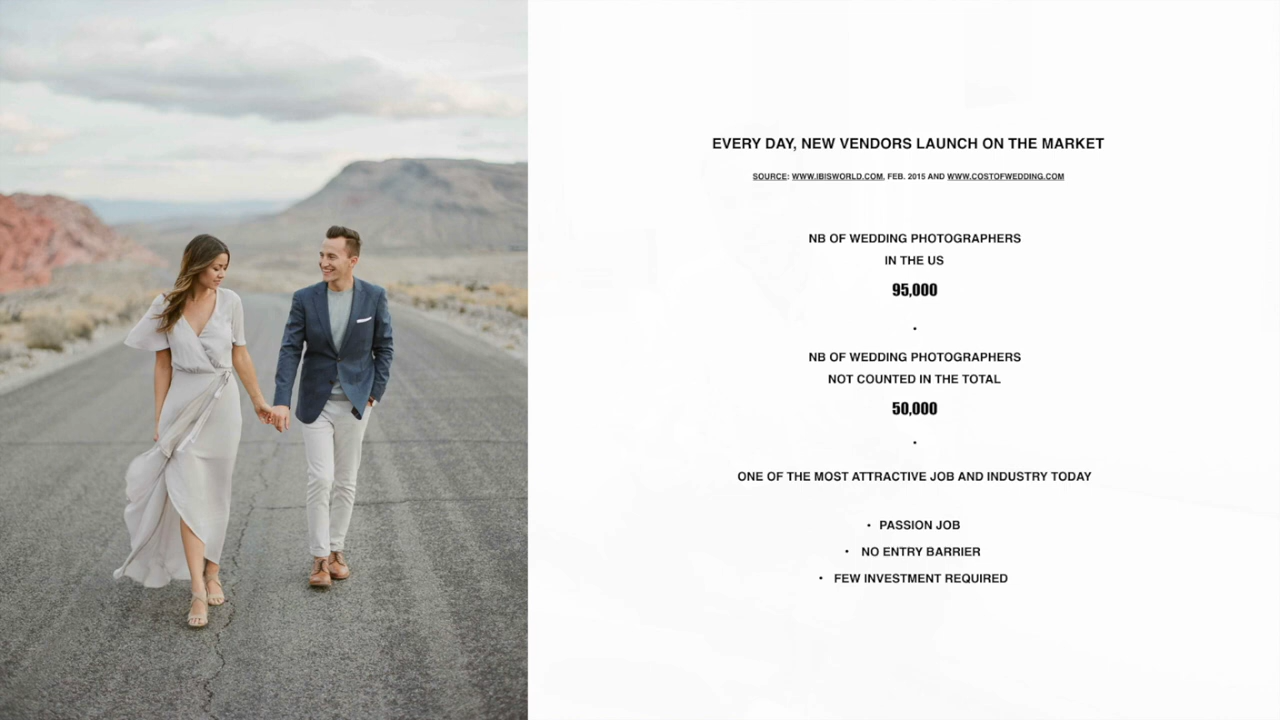 EVERY DAY, NEW VENDORS LAUNCH ON THE MARKET
SOURCE: WWW.IBISWORLD.COM, FEB. 2015 AND WWW.COSTOFWEDDING.COM
NB OF WEDDING PHOTOGRAPHERS
IN THE US
95,000
•
NB OF WEDDING PHOTOGRAPHERS
NOT COUNTED IN THE TOTAL
50,000
•
ONE OF THE MOST ATTRACTIVE JOB AND INDUSTRY TODAY
• PASSION JOB
• NO ENTRY BARRIER
• FEW INVESTMENT REQUIRED